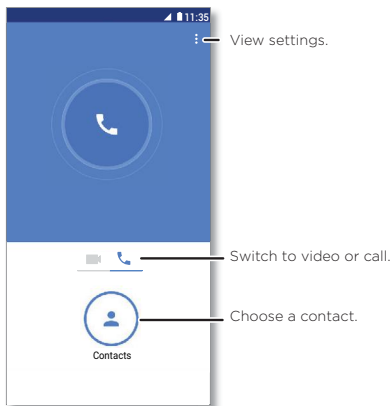 11:35
View settings.
Switch to video or call.
Choose a contact.
Contacts